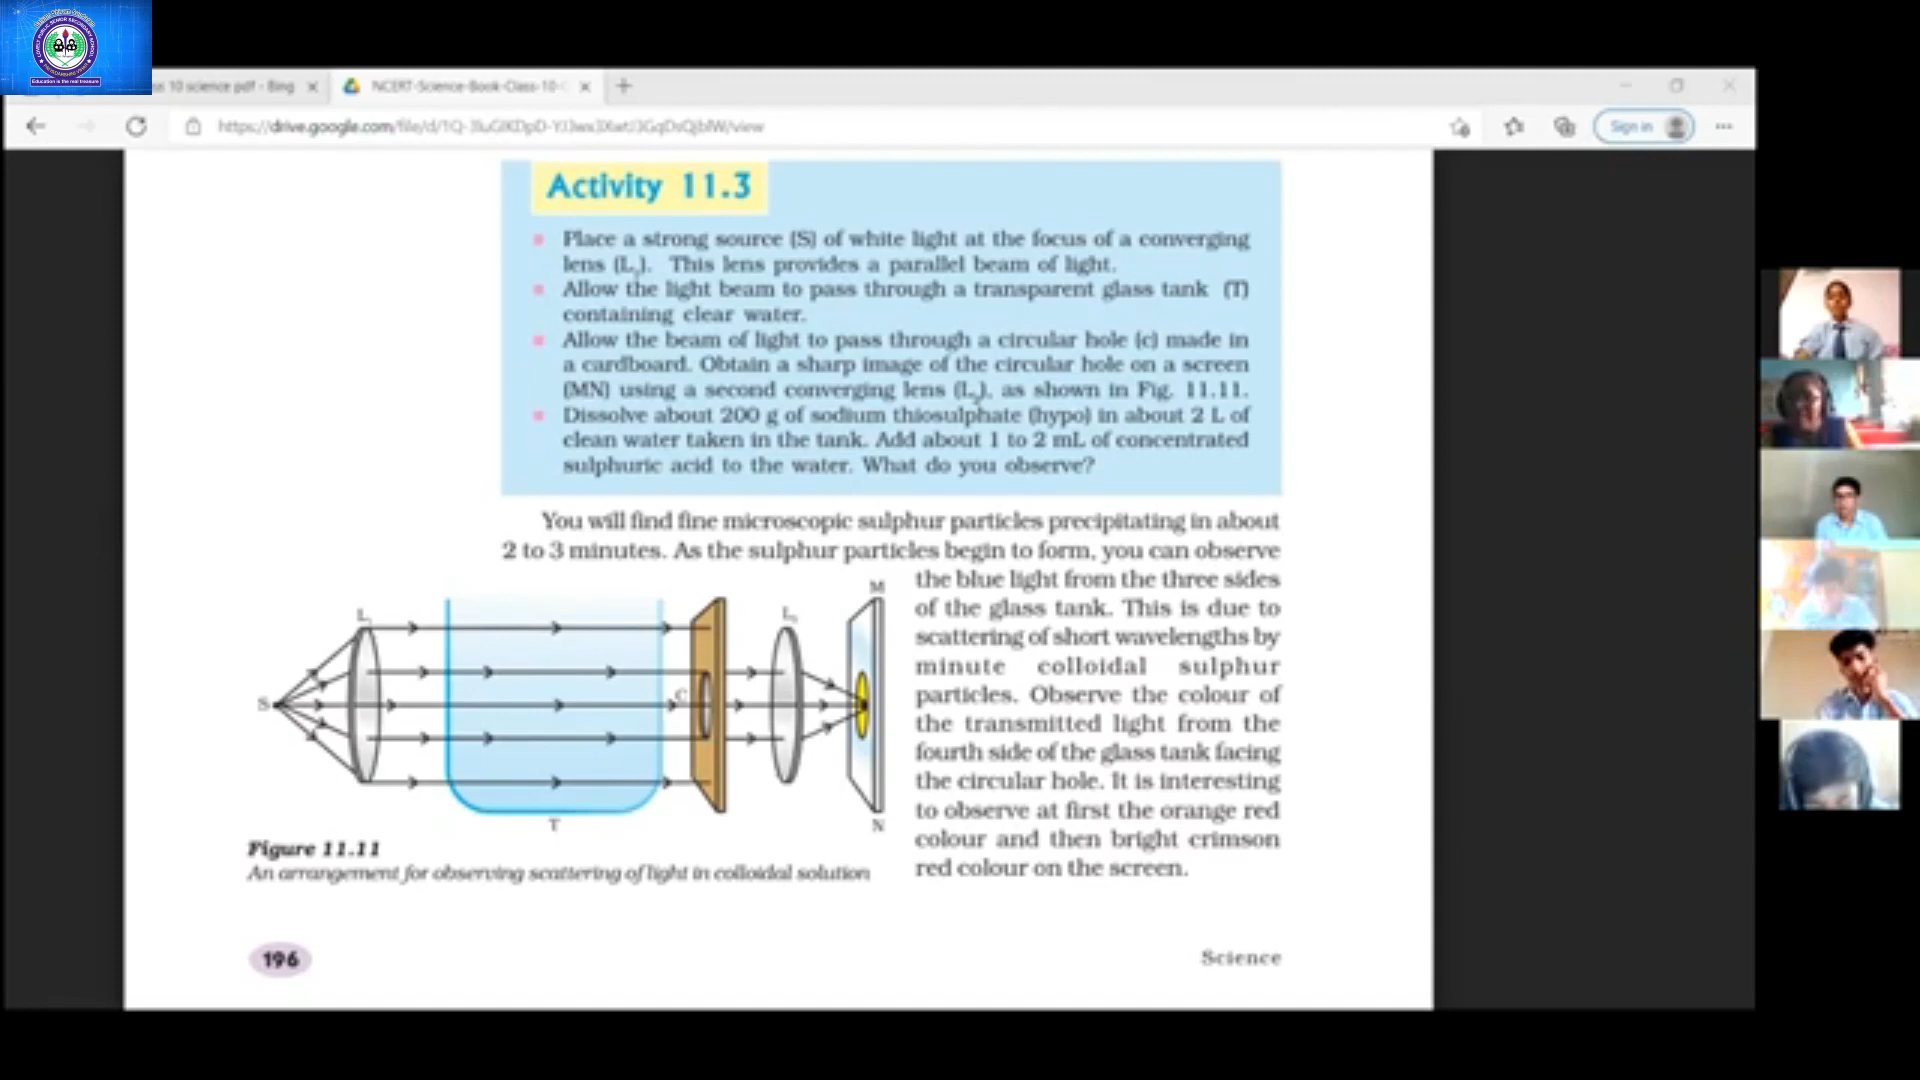 Education is the real treasure
ss 10 science pdf - Bing
NCERT-Science-Book-Class-10-
Sign in
Activity 11.3
Place a strong source (S) of white light at the focus of a converging
lens (L1). This lens provides a parallel beam of light.
Allow the light beam to pass through a transparent glass tank (T)
containing clear water.
Allow the beam of light to pass through a circular hole (c) made in
a cardboard. Obtain a sharp image of the circular hole on a screen
(MN) using a second converging lens (L2), as shown in Fig. 11.11.
Dissolve about 200 g of sodium thiosulphate (hypo) in about 2 L of
clean water taken in the tank. Add about 1 to 2 mL of concentrated
sulphuric acid to the water. What do you observe?
You will find fine microscopic sulphur particles precipitating in about
2 to 3 minutes. As the sulphur particles begin to form, you can observe
the blue light from the three sides
of the glass tank. This is due to
scattering of short wavelengths by
minute colloidal sulphur
particles. Observe the colour of
the transmitted light from the
fourth side of the glass tank facing
the circular hole. It is interesting
to observe at first the orange red
colour and then bright crimson
red colour on the screen.
S
L1
T
C
L2
M
N
Figure 11.11
An arrangement for observing scattering of light in colloidal solution
196
Science